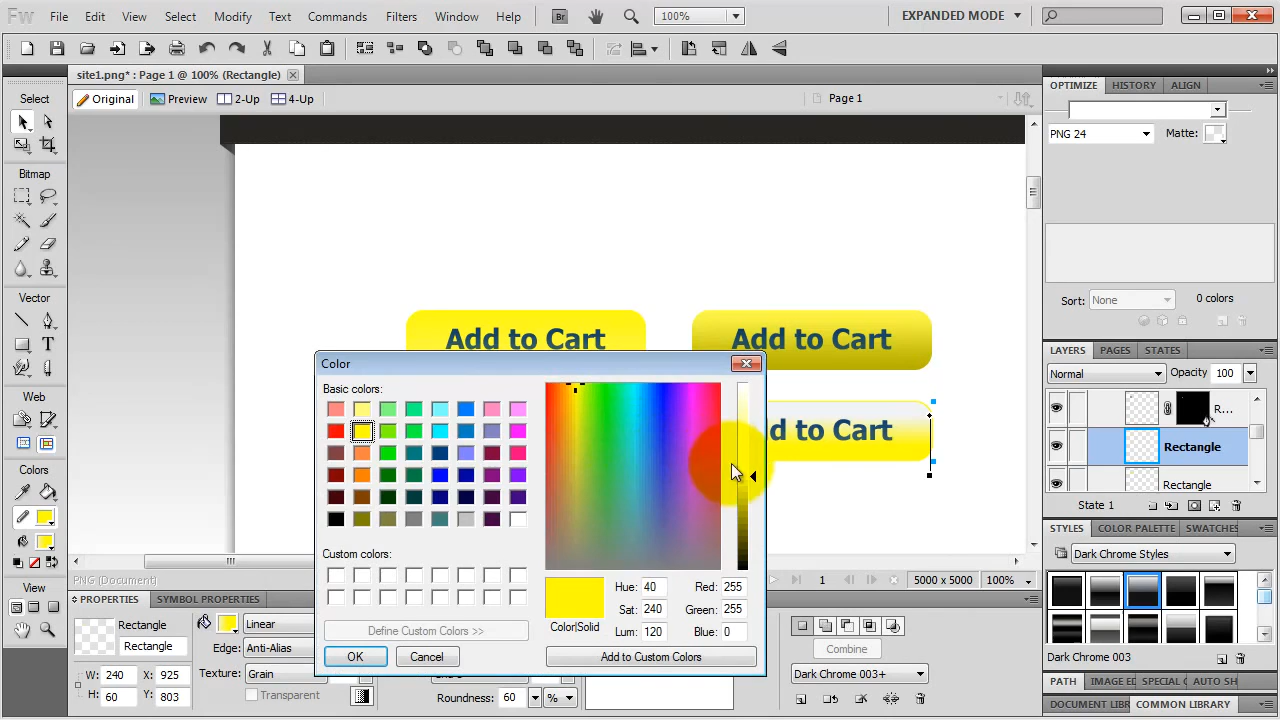 Fw File Edit View Select Modify Text Commands Filters Window Help Br 100% EXPANDED MODE
site1.png* : Page 1 @ 100% (Rectangle)
Original Preview 2-Up 4-Up Page 1
Select
Bitmap
Vector
Web
Colors
View
Add to Cart Add to Cart
d to Cart
Color
Basic colors:
Custom colors:
Define Custom Colors >>
OK Cancel
Color|Solid
Hue: 40 Red: 255
Sat: 240 Green: 255
Lum: 120 Blue: 0
Add to Custom Colors
PNG (Document) 1 5000 x 5000 100%
PROPERTIES SYMBOL PROPERTIES
Rectangle
Rectangle
W: 240 X: 925
H: 60 Y: 803
Linear
Edge: Anti-Alias
Texture: Grain
Transparent
Roundness: 60 %
Combine
Dark Chrome 003+
OPTIMIZE HISTORY ALIGN
PNG 24 Matte:
Sort: None 0 colors
LAYERS PAGES STATES
Normal Opacity 100
R...
Rectangle
Rectangle
State 1
STYLES COLOR PALETTE SWATCHES
Dark Chrome Styles
Dark Chrome 003
PATH IMAGE ED SPECIAL AUTO SH
DOCUMENT LIBR COMMON LIBRARY